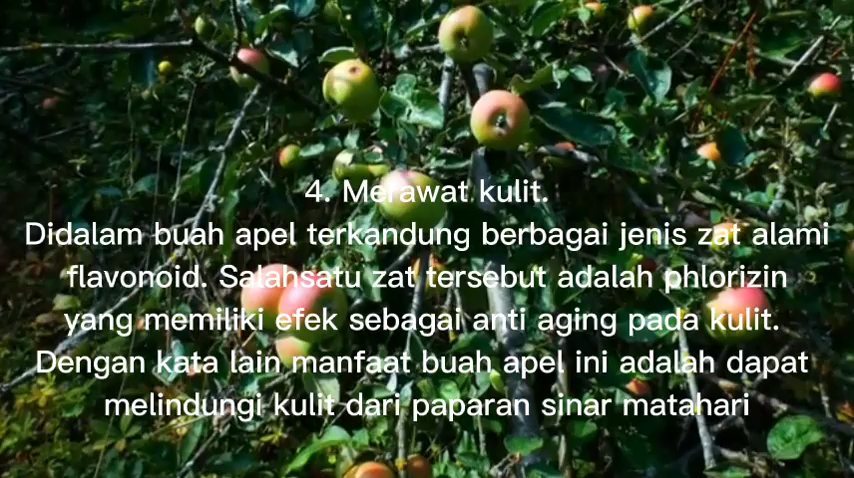 4. Merawat kulit.
Didalam buah apel terkandung berbagai jenis zat alami
flavonoid. Salahsatu zat tersebut adalah phlorizin
yang memiliki efek sebagai anti aging pada kulit.
Dengan kata lain manfaat buah apel ini adalah dapat
melindungi kulit dari paparan sinar matahari